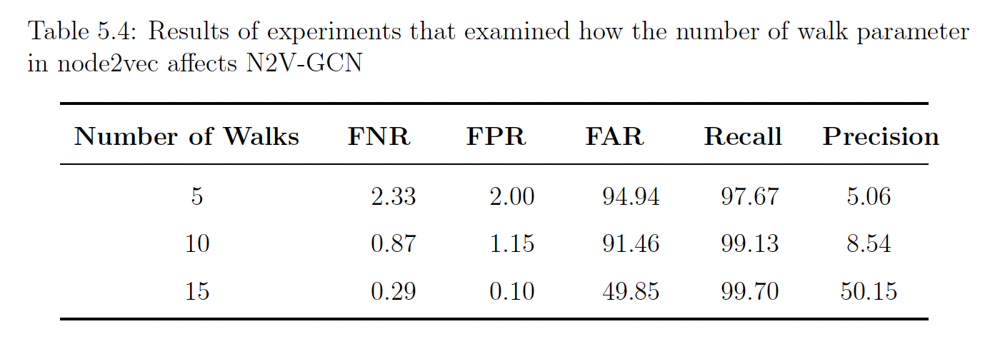 Table 5.4: Results of experiments that examined how the number of walk parameter
in node2vec affects N2V-GCN
Number of Walks FNR FPR FAR Recall Precision
5 2.33 2.00 94.94 97.67 5.06
10 0.87 1.15 91.46 99.13 8.54
15 0.29 0.10 49.85 99.70 50.15